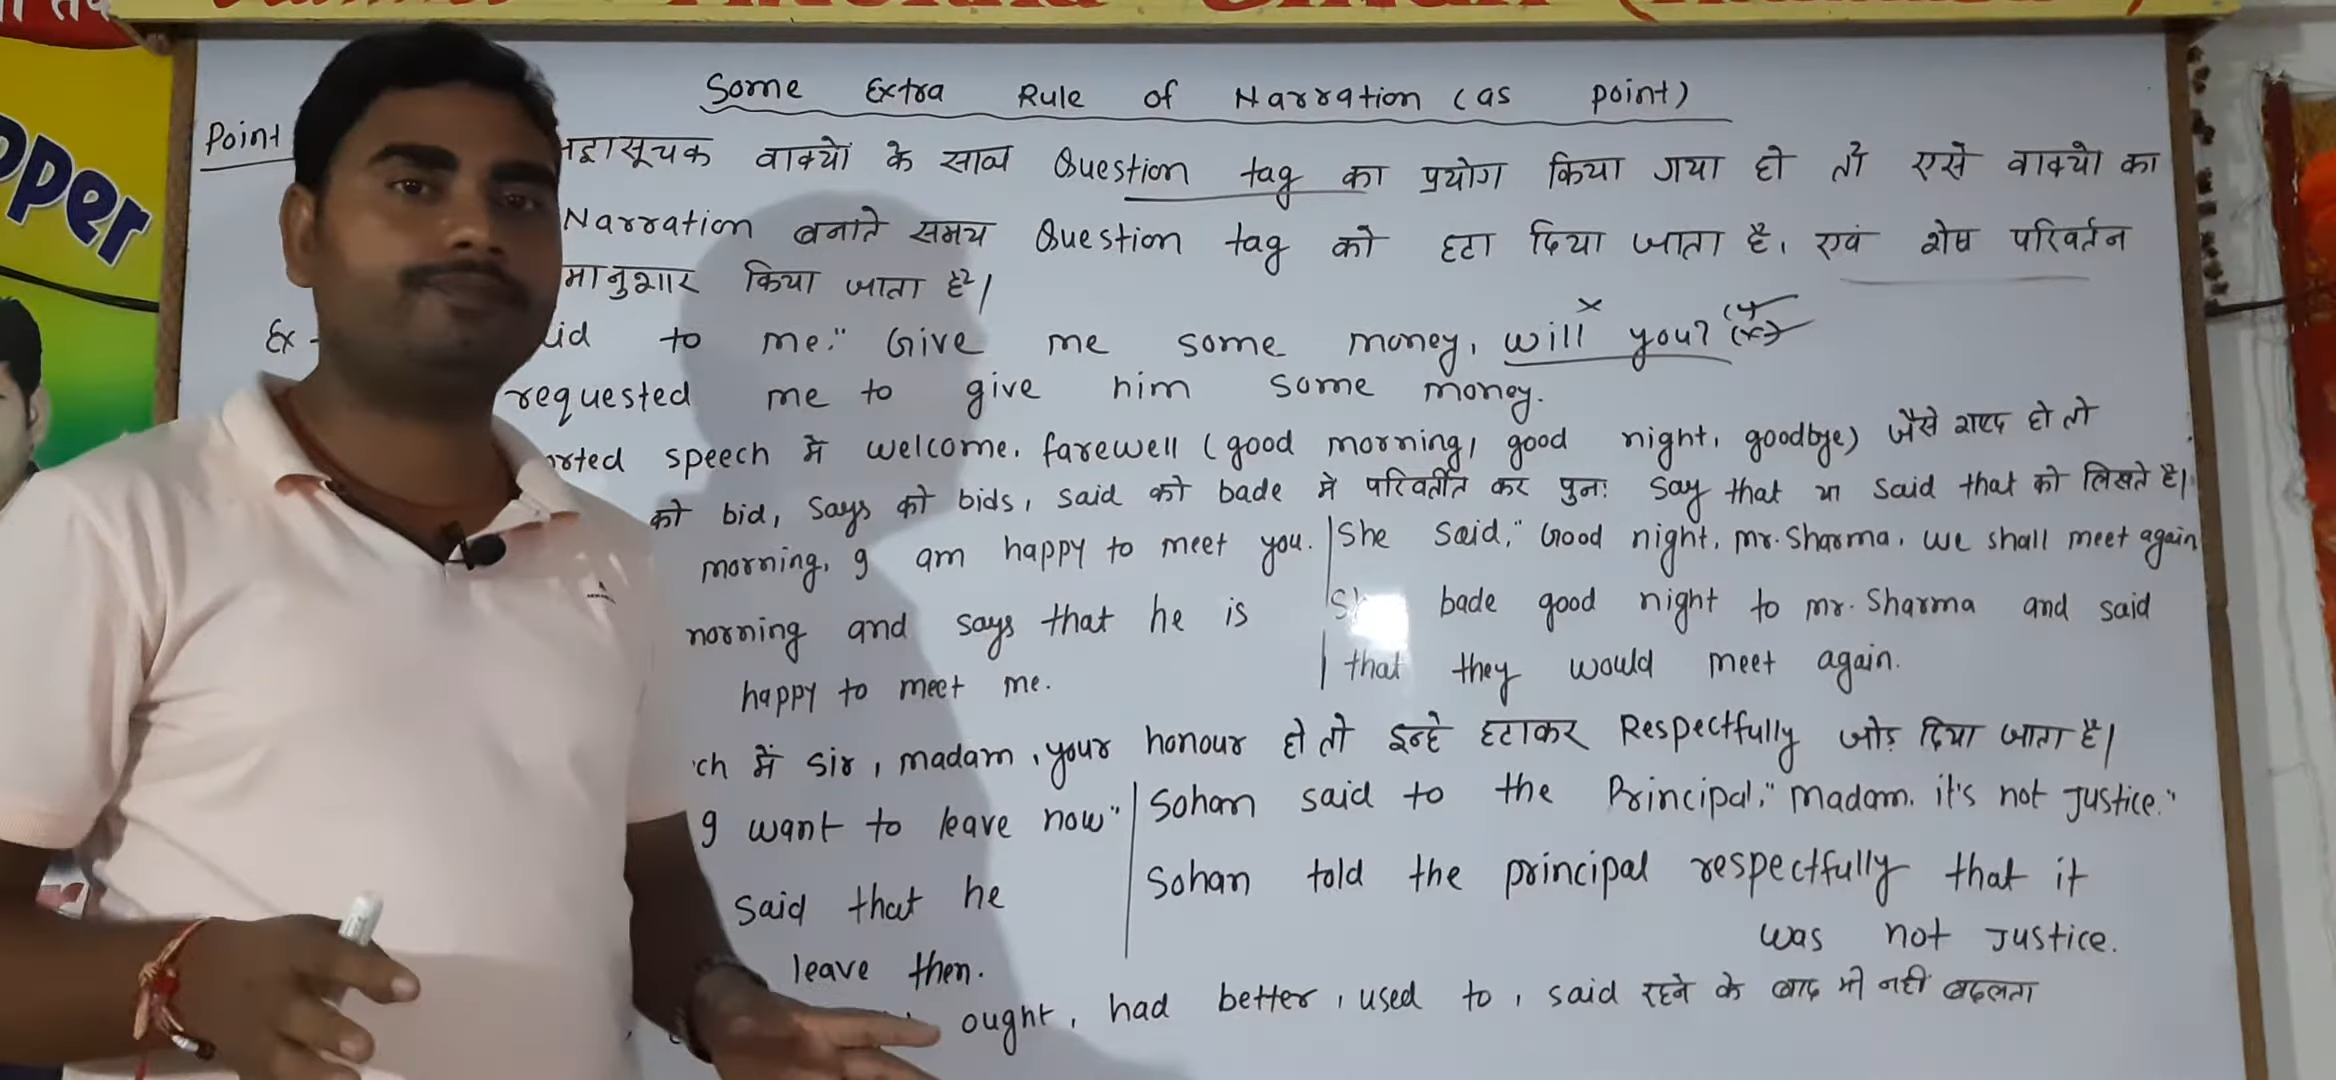 Some Extra Rule of Narration (as point)
Point
वाक्यों के साथ Question tag का प्रयोग किया गया हो तो एसे वाक्यो का
Narration बनाते समय Question tag को हटा दिया जाता है, एवं शेष परिवर्तन
किया जाता है।
Ex - to me," Give me some money, will you?
requested me to give him some money.
speech में welcome, farewell (good morning, good night, goodbye) जैसे शब्द हो तो
को bid, says को bids, said को bade मे परिवर्तीत कर पुनः say that या said that को लिखते है।
morning, I am happy to meet you.
morning and says that he is
happy to meet me.
She said," Good night, Mr. Sharma, we shall meet again
bade good night to mr. Sharma and said
that they would meet again.
में sir, madam, your honour हो तो इन्हे हटाकर Respectfully जोड़ दिया जाता है।
I want to leave now"
said that he
leave then.
Sohan said to the Principal," Madam, it's not Justice."
Sohan told the principal respectfully that it
was not Justice.
ought, had better, used to, said रहने के बाद भी नहीं बदलता